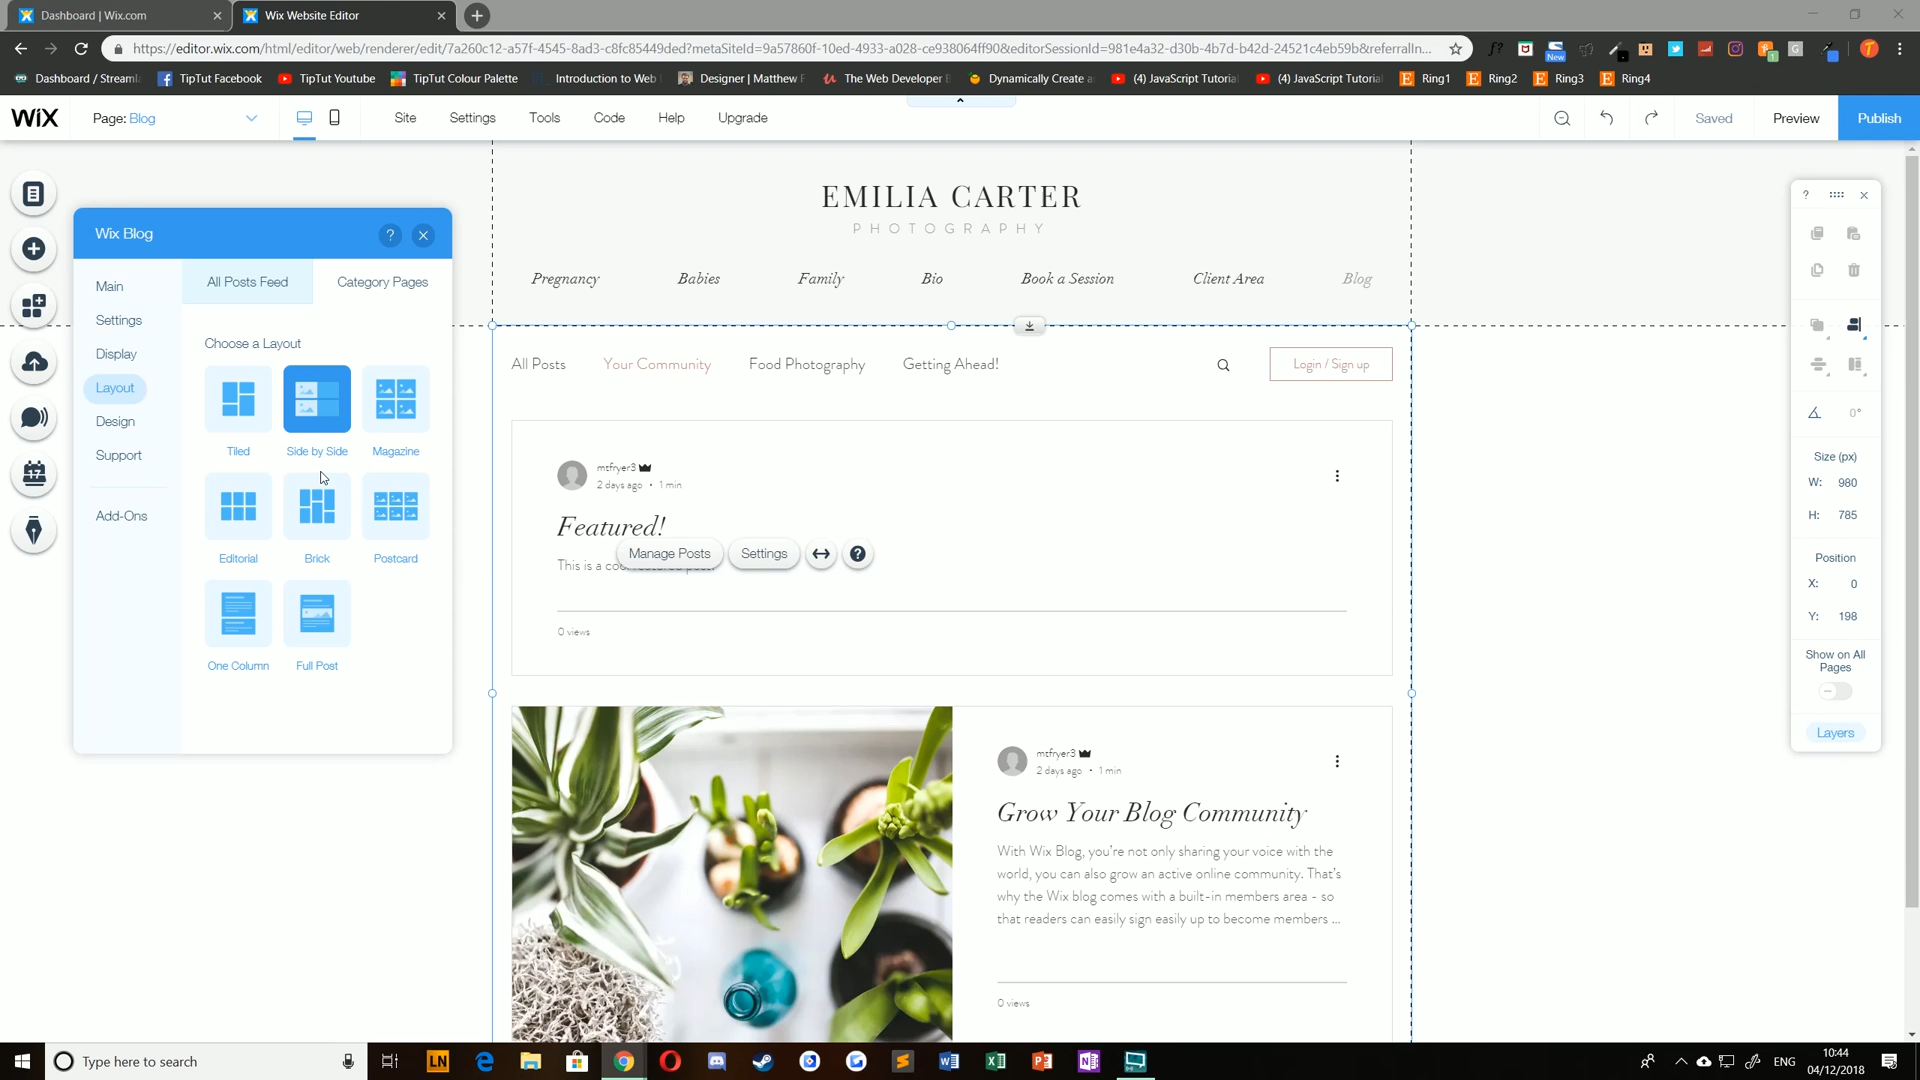 Dashboard | Wix.com
Wix Website Editor
https://editor.wix.com/html/editor/web/renderer/edit/7a260c12-a57f-4545-8ad3-c8fc85449ded?metaSiteId=9a57860f-10ed-4933-a028-ce938064ff90&editorSessionId=981e4a32-d30b-4b7d-b42d-24521c4eb59b&referralIn...
Dashboard / Streaml
TipTut Facebook
TipTut Youtube
TipTut Colour Palette
Introduction to Web
Designer | Matthew F
The Web Developer
Dynamically Create a
(4) JavaScript Tutoria
(4) JavaScript Tutorial
Ring1
Ring2
Ring3
Ring4
New
WiX
Page: Blog
Site
Settings
Tools
Code
Help
Upgrade
Saved
Preview
Publish
EMILIA CARTER
PHOTOGRAPHY
Pregnancy
Babies
Family
Bio
Book a Session
Client Area
Blog
Wix Blog
?
Main
Settings
Display
Layout
Design
Support
Add-Ons
All Posts Feed
Category Pages
Choose a Layout
Tiled
Side by Side
Magazine
Editorial
Brick
Postcard
One Column
Full Post
All Posts
Your Community
Food Photography
Getting Ahead!
Login / Sign up
mtfryer3
2 days ago · 1 min
Featured!
Manage Posts
Settings
?
This is a coo
0 views
mtfryer3
2 days ago · 1 min
Grow Your Blog Community
With Wix Blog, you're not only sharing your voice with the
world, you can also grow an active online community. That's
why the Wix blog comes with a built-in members area - so
that readers can easily sign easily up to become members ...
0 views
?
0°
Size (px)
W: 980
H: 785
Position
X: 0
Y: 198
Show on All
Pages
Layers
17
Type here to search
LN
ENG
10:44
04/12/2018